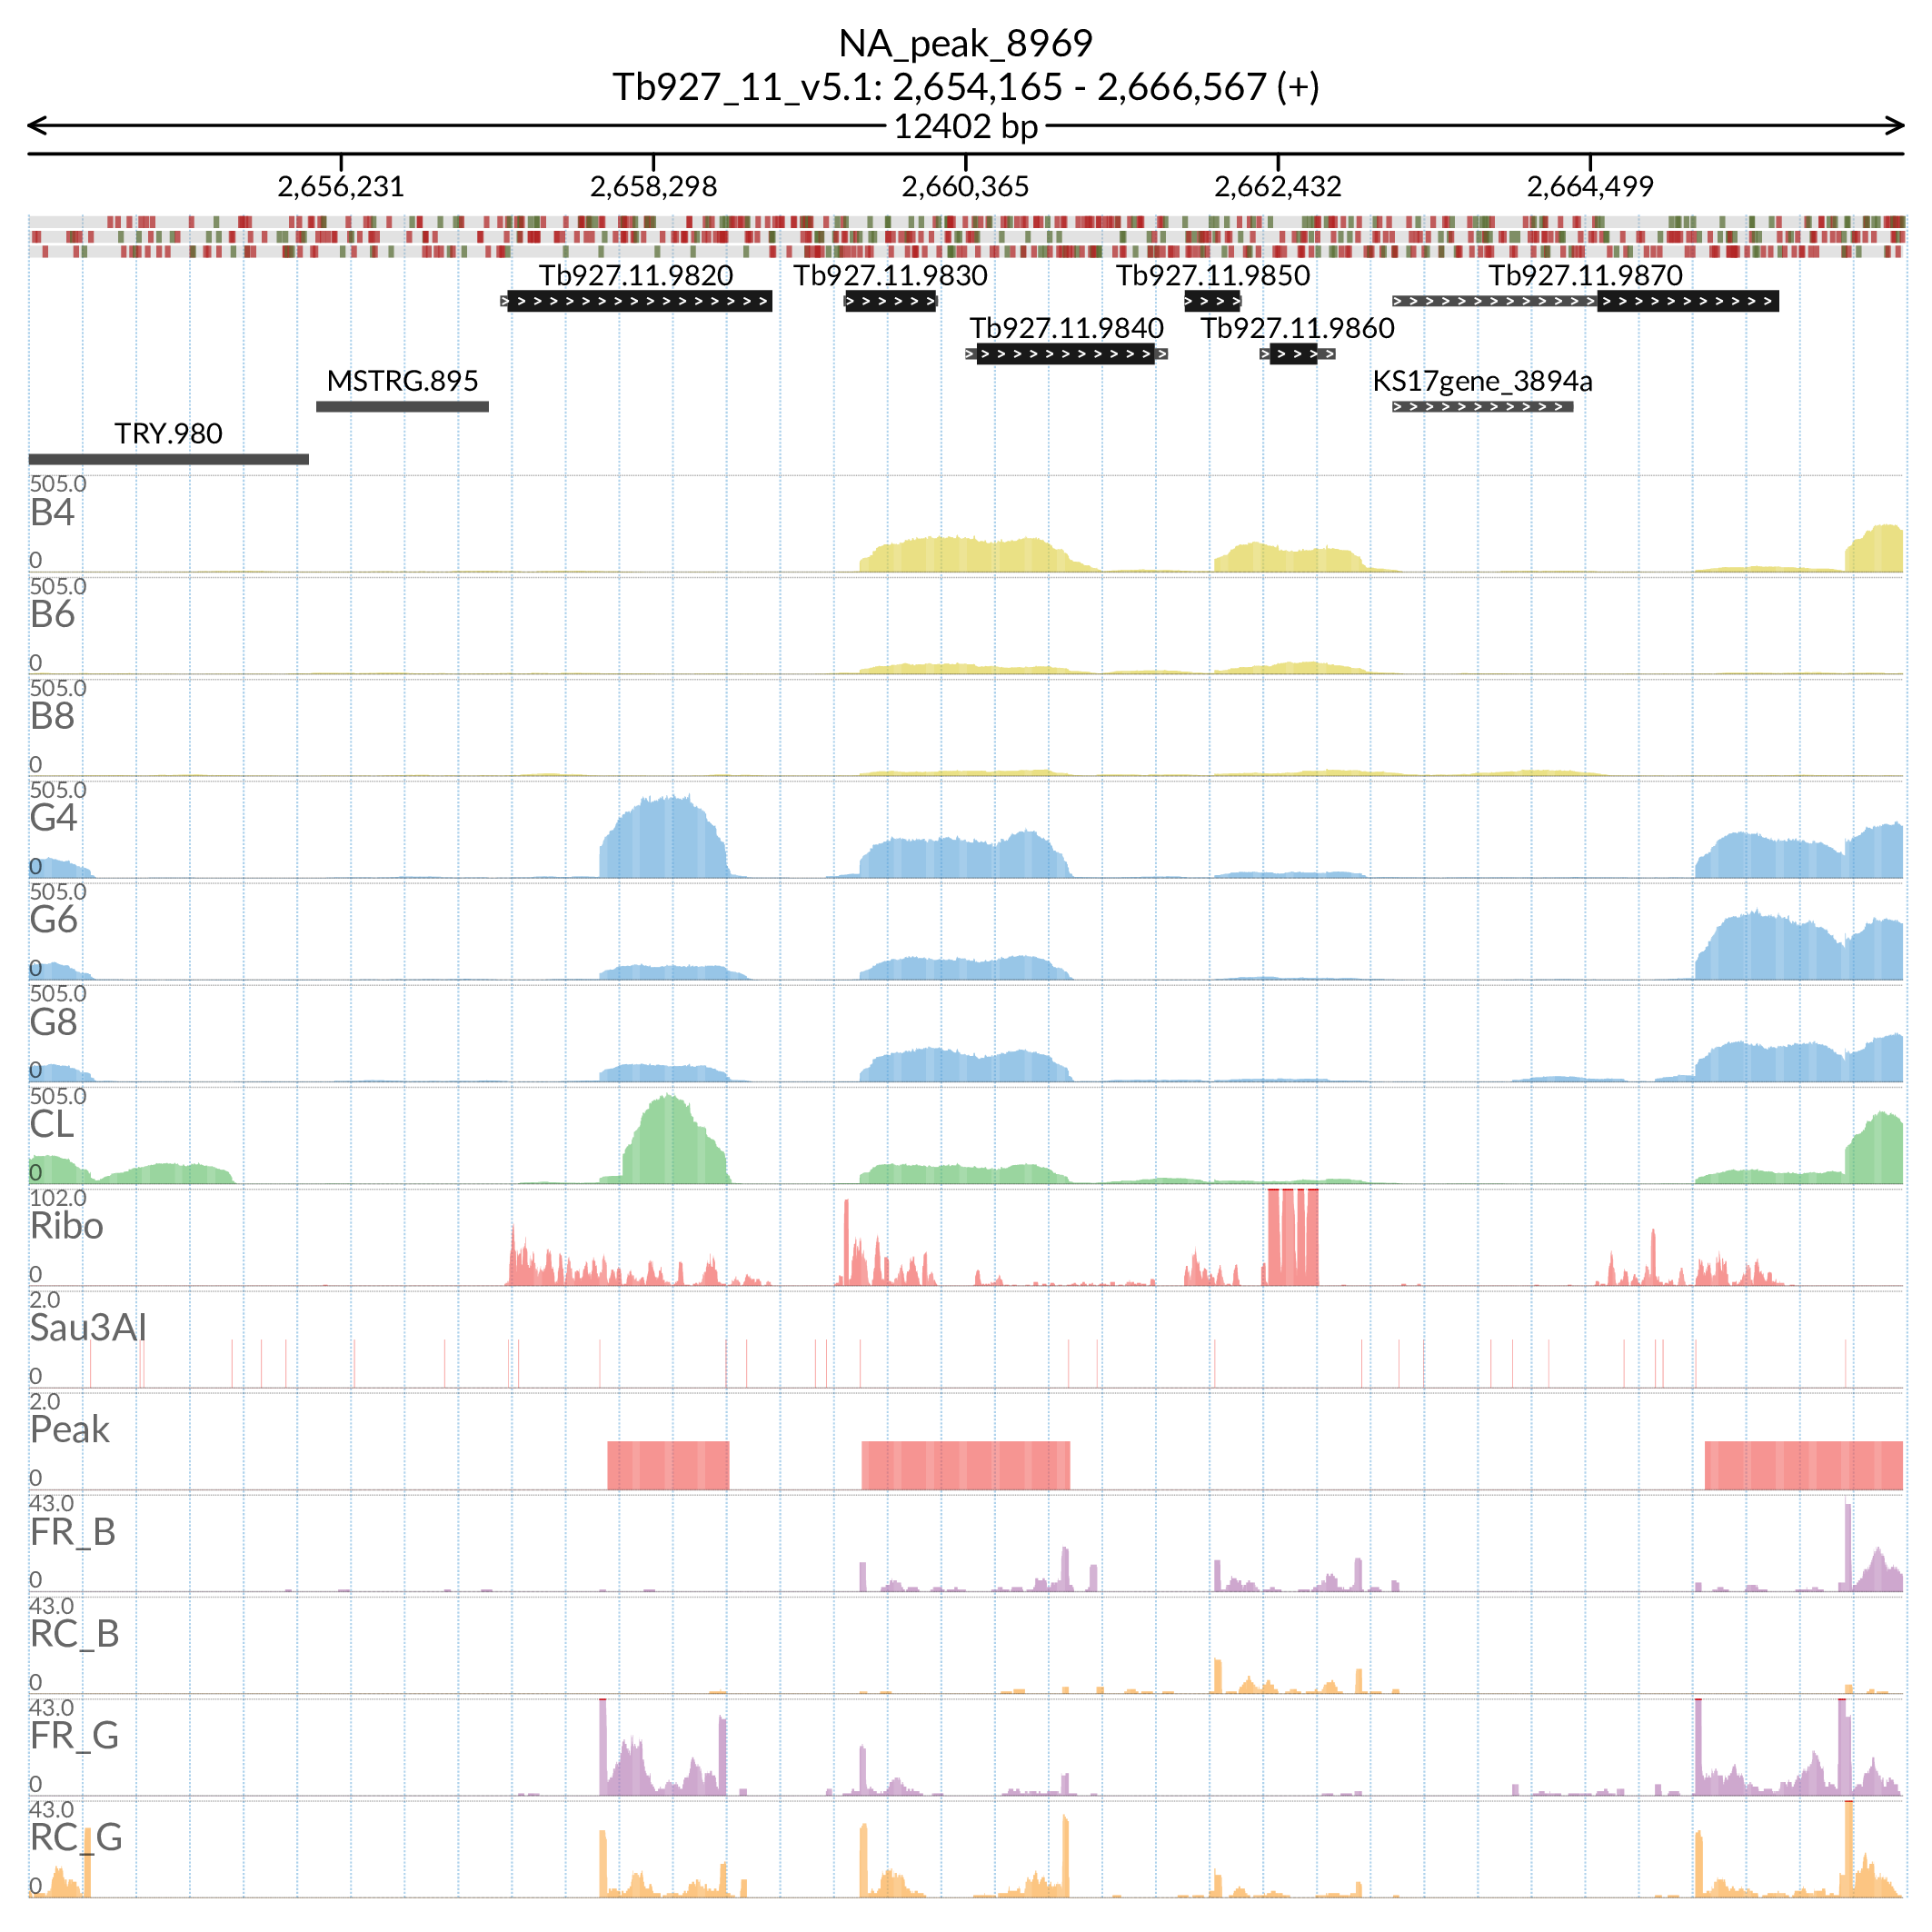 NA_peak_8969
Tb927_11_v5.1: 2,654,165 - 2,666,567 (+)
12402 bp
2,656,231 2,658,298 2,660,365 2,662,432 2,664,499
Tb927.11.9820 Tb927.11.9830 Tb927.11.9850 Tb927.11.9870
Tb927.11.9840 Tb927.11.9860
MSTRG.895 KS17gene_3894a
TRY.980
505.0
B4
0
505.0
B6
0
505.0
B8
0
505.0
G4
0
505.0
G6
0
505.0
G8
0
505.0
CL
0
102.0
Ribo
0
2.0
Sau3AI
0
2.0
Peak
0
43.0
FR_B
0
43.0
RC_B
0
43.0
FR_G
0
43.0
RC_G
0